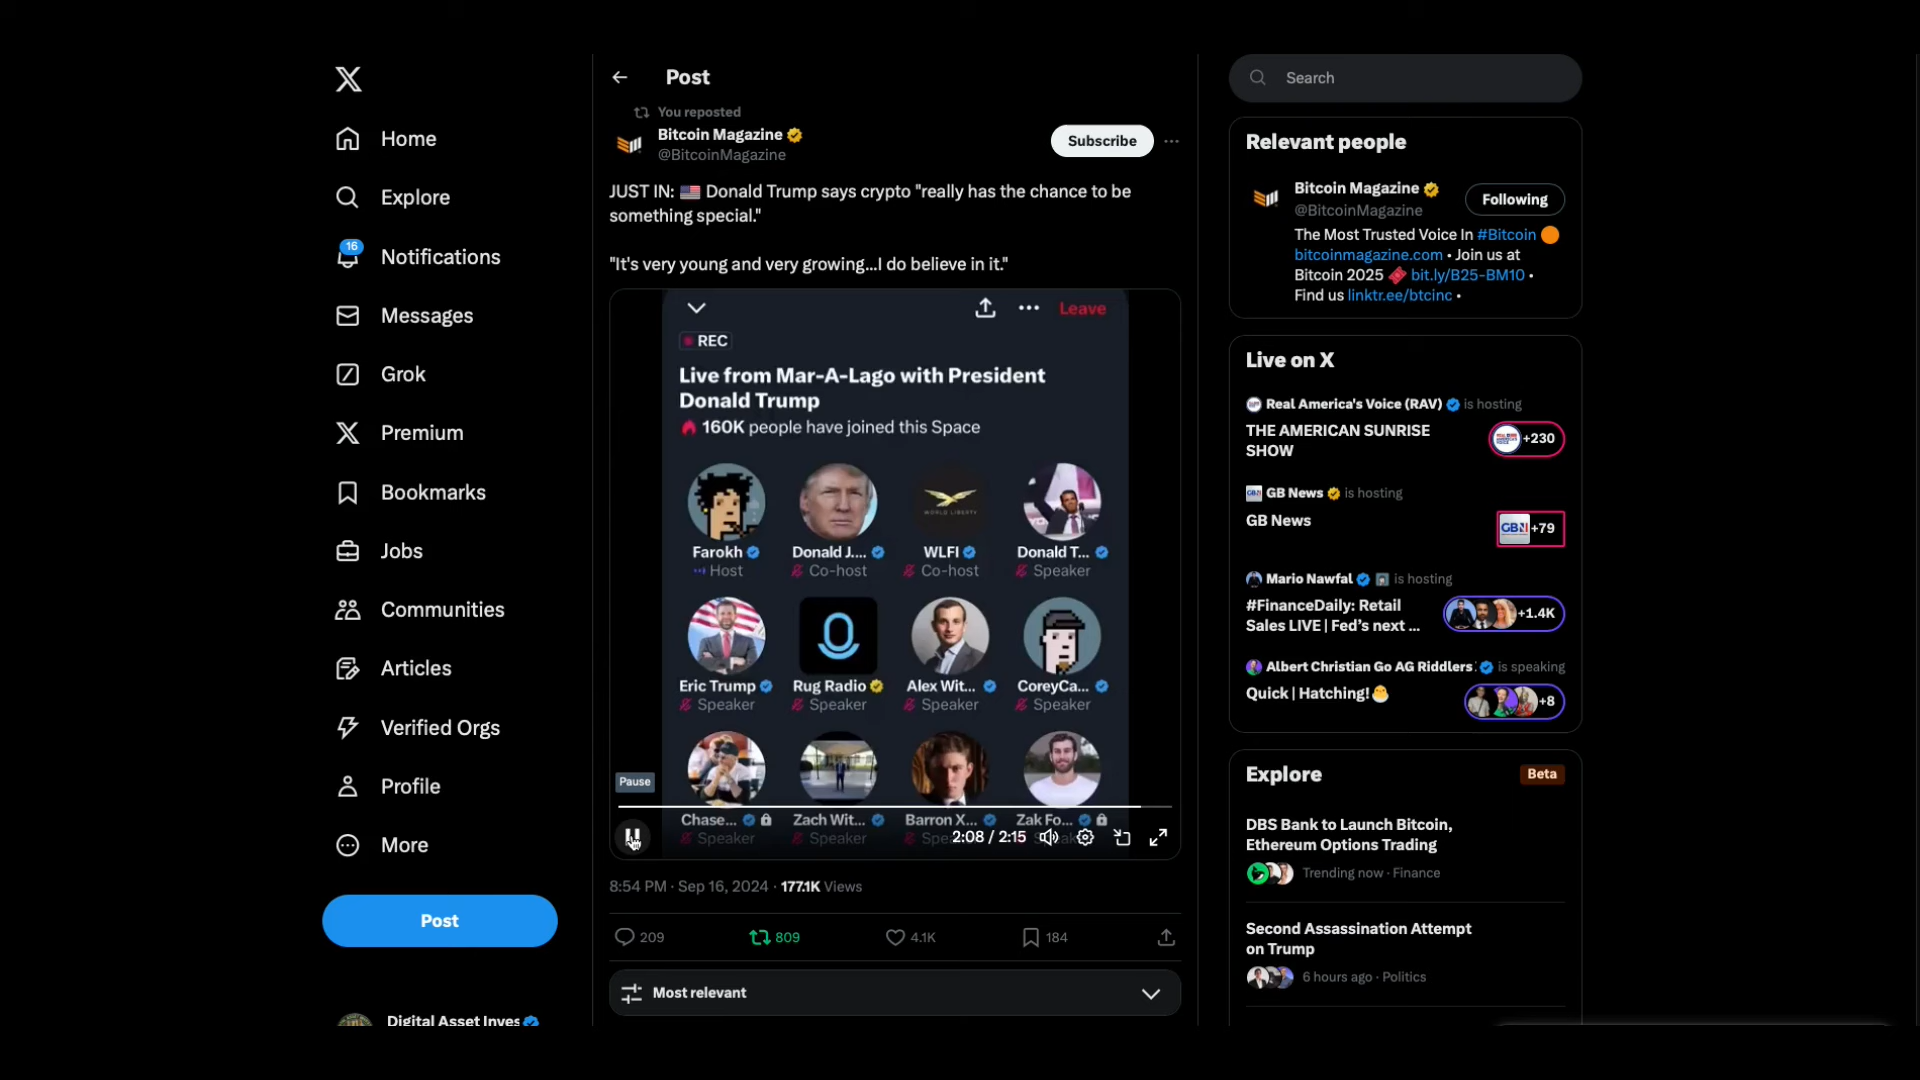 Home
Explore
16
Notifications
Messages
Grok
Premium
Bookmarks
Jobs
Communities
Articles
Verified Orgs
Profile
More
Post
Digital Asset Inves
Post
You reposted
Bitcoin Magazine
@BitcoinMagazine
Subscribe
JUST IN: 🇺🇸 Donald Trump says crypto "really has the chance to be
something special."
"It's very young and very growing...I do believe in it."
Leave
REC
Live from Mar-A-Lago with President
Donald Trump
160K people have joined this Space
WORLD LIBERTY
Farokh Donald J.... WLFI Donald T...
Host Co-host Co-host Speaker
Eric Trump Rug Radio Alex Wit... CoreyCa...
Speaker Speaker Speaker Speaker
Pause
Chase... Zach Wit... Barron X... Zak Fo...
Speaker Speaker
2:08 / 2:15
8:54 PM · Sep 16, 2024 · 177.1K Views
209 809 4.1K 184
Most relevant
Search
Relevant people
Bitcoin Magazine
@BitcoinMagazine
Following
The Most Trusted Voice In #Bitcoin 🟠
bitcoinmagazine.com • Join us at
Bitcoin 2025 🎟️ bit.ly/B25-BM10 •
Find us linktr.ee/btcinc •
Live on X
Real America's Voice (RAV) is hosting
THE AMERICAN SUNRISE
SHOW
+230
GB News is hosting
GB News
GBN +79
Mario Nawfal is hosting
#FinanceDaily: Retail
Sales LIVE | Fed's next ...
+1.4K
Albert Christian Go AG Riddlers is speaking
Quick | Hatching!🐣
+8
Explore
Beta
DBS Bank to Launch Bitcoin,
Ethereum Options Trading
Trending now · Finance
Second Assassination Attempt
on Trump
6 hours ago · Politics